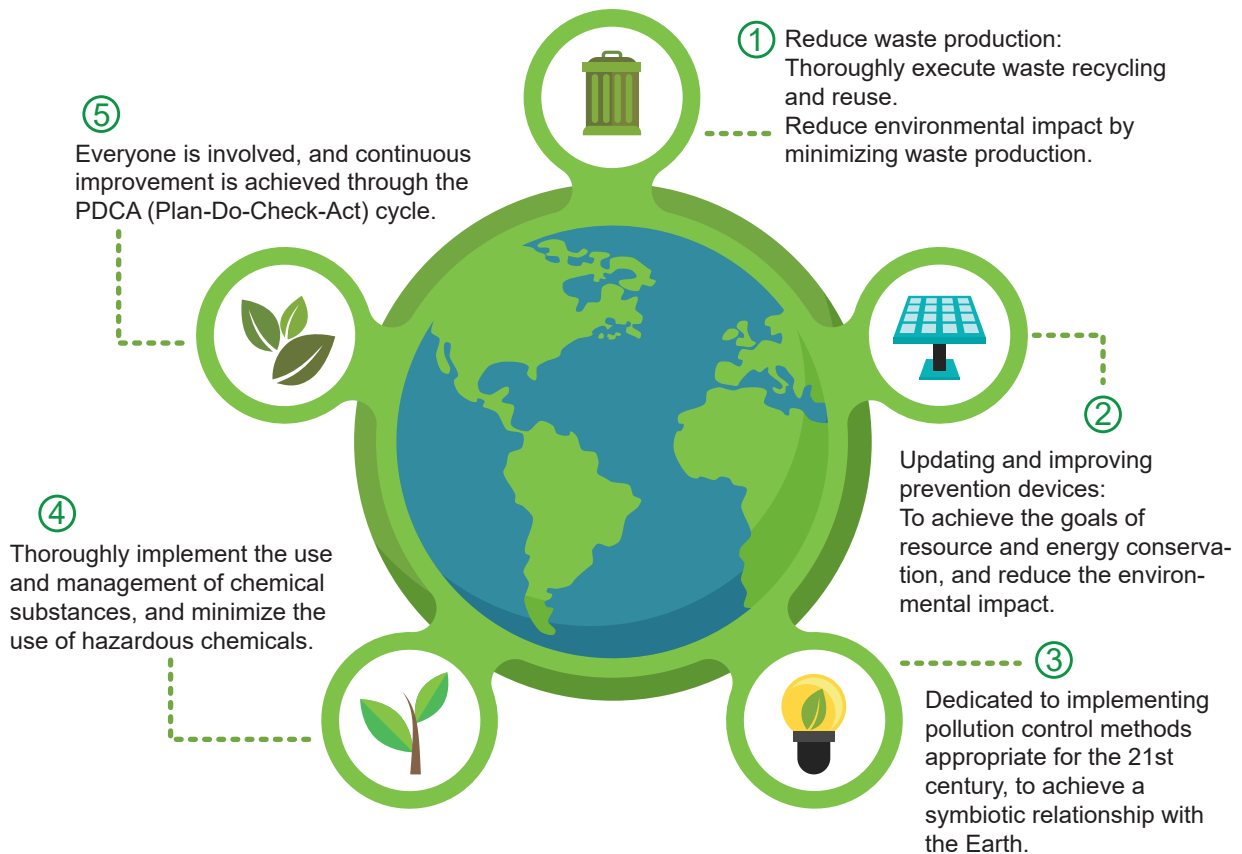 ①
Reduce waste production:
Thoroughly execute waste recycling
and reuse.
Reduce environmental impact by
minimizing waste production.
②
Updating and improving
prevention devices:
To achieve the goals of
resource and energy conserva-
tion, and reduce the environ-
mental impact.
③
Dedicated to implementing
pollution control methods
appropriate for the 21st
century, to achieve a
symbiotic relationship with
the Earth.
④
Thoroughly implement the use
and management of chemical
substances, and minimize the
use of hazardous chemicals.
⑤
Everyone is involved, and continuous
improvement is achieved through the
PDCA (Plan-Do-Check-Act) cycle.